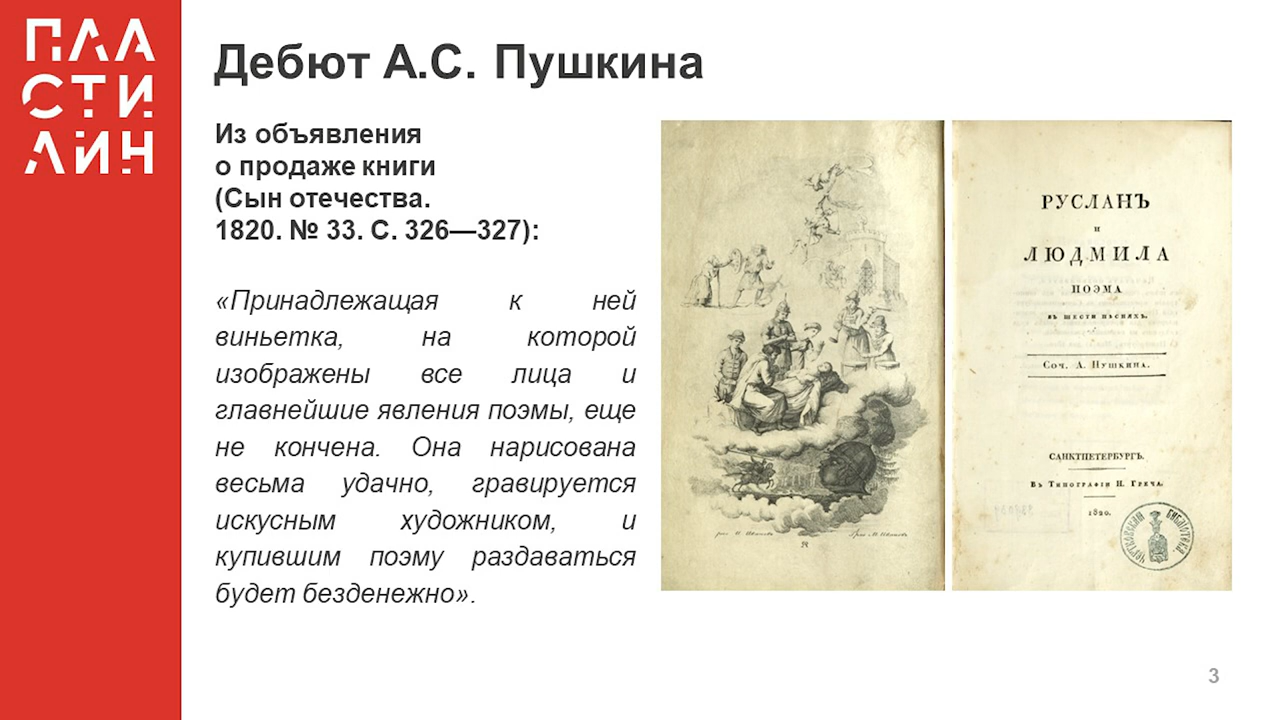 ПЛА
СТИ
ЛИН
Дебют А.С. Пушкина
Из объявления
о продаже книги
(Сын отечества.
1820. № 33. С. 326—327):
«Принадлежащая к ней
виньетка, на которой
изображены все лица и
главнейшие явления поэмы, еще
не кончена. Она нарисована
весьма удачно, гравируется
искусным художником, и
купившим поэму раздаваться
будет безденежно».
РУСЛАНЪ
И
ЛЮДМИЛА
ПОЭМА
ВЪ ШЕСТИ ПѢСНЯХЪ.
Соч. А. Пушкина.
САНКТПЕТЕРБУРГЪ.
Въ Типографіи Н. Греча.
1820.
ЧЕРТКОВСКАЯ БИБЛІОТЕКА.
3